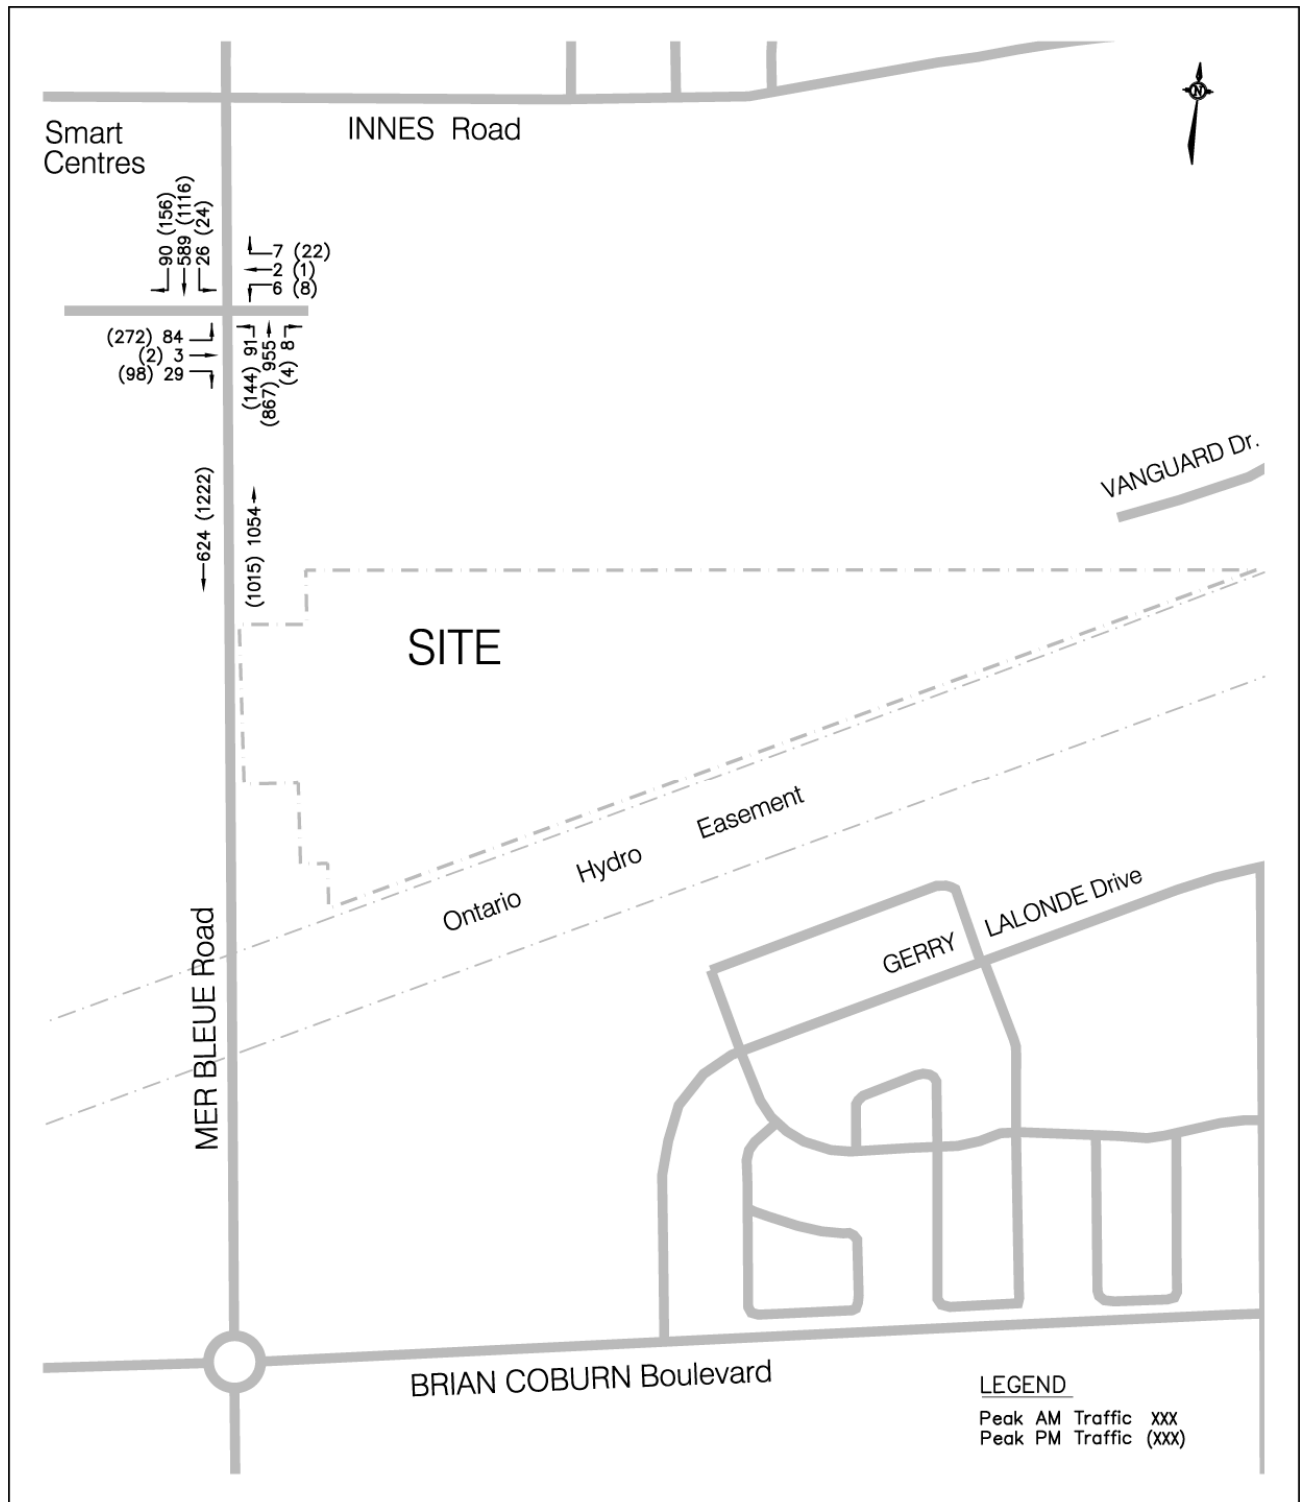 N
INNES Road
Smart
Centres
90 (156)
589 (1116)
26 (24)
7 (22)
2 (1)
6 (8)
(272) 84
(2) 3
(98) 29
(144) 91
(867) 955
(4) 8
VANGUARD Dr.
624 (1222)
(1015) 1054
SITE
Ontario Hydro Easement
MER BLEUE Road
GERRY LALONDE Drive
BRIAN COBURN Boulevard
LEGEND
Peak AM Traffic XXX
Peak PM Traffic (XXX)